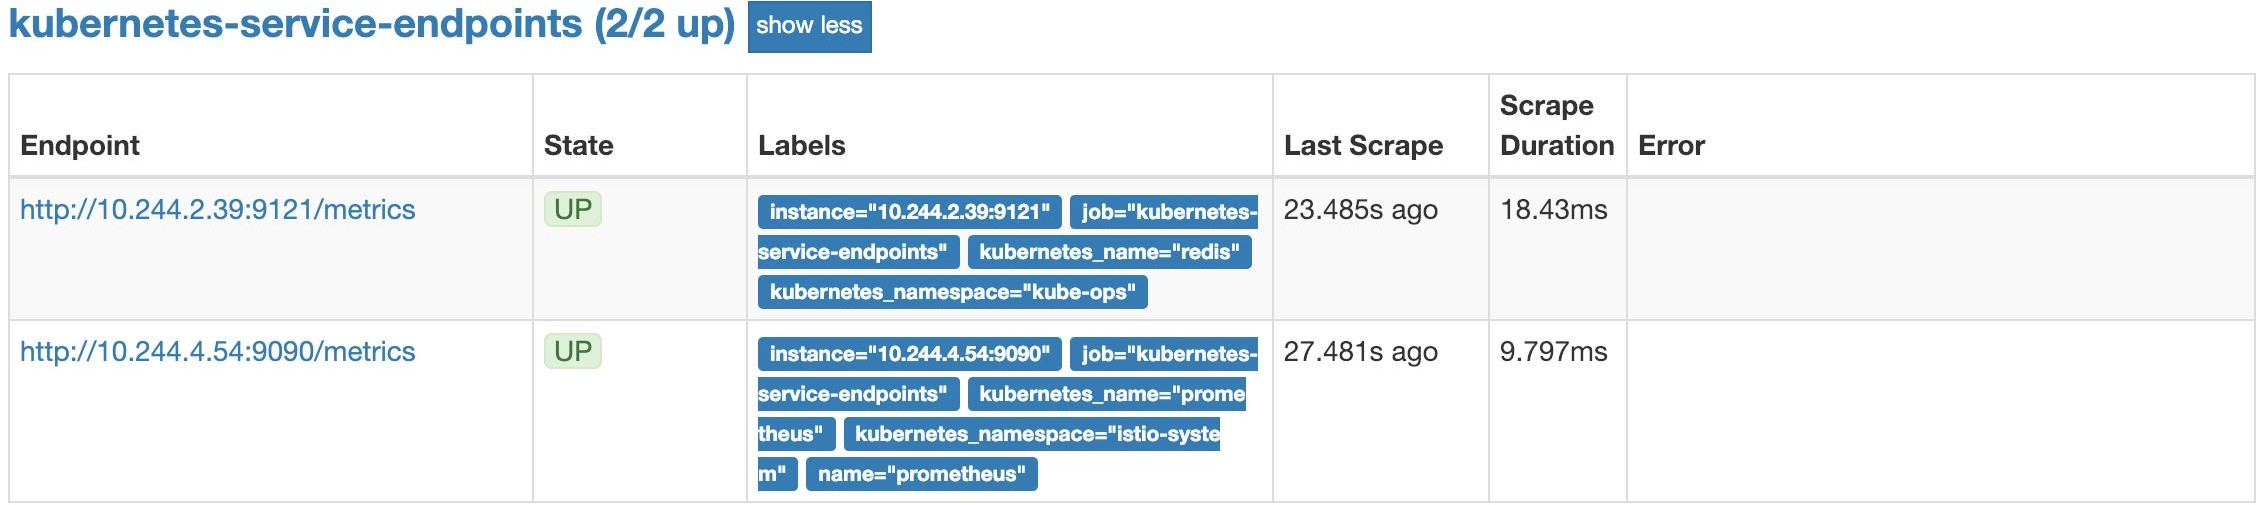 kubernetes-service-endpoints (2/2 up) show less
Scrape
Endpoint State Labels Last Scrape Duration Error
http://10.244.2.39:9121/metrics UP instance="10.244.2.39:9121" job="kubernetes- 23.485s ago 18.43ms
service-endpoints" kubernetes_name="redis"
kubernetes_namespace="kube-ops"
http://10.244.4.54:9090/metrics UP instance="10.244.4.54:9090" job="kubernetes- 27.481s ago 9.797ms
service-endpoints" kubernetes_name="prome
theus" kubernetes_namespace="istio-syste
m" name="prometheus"